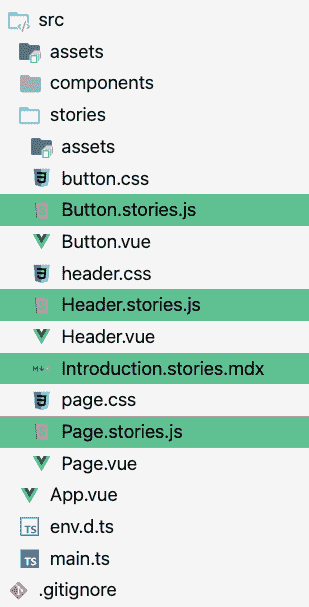 src
assets
components
stories
assets
button.css
Button.stories.js
Button.vue
header.css
Header.stories.js
Header.vue
Introduction.stories.mdx
page.css
Page.stories.js
Page.vue
App.vue
env.d.ts
main.ts
.gitignore